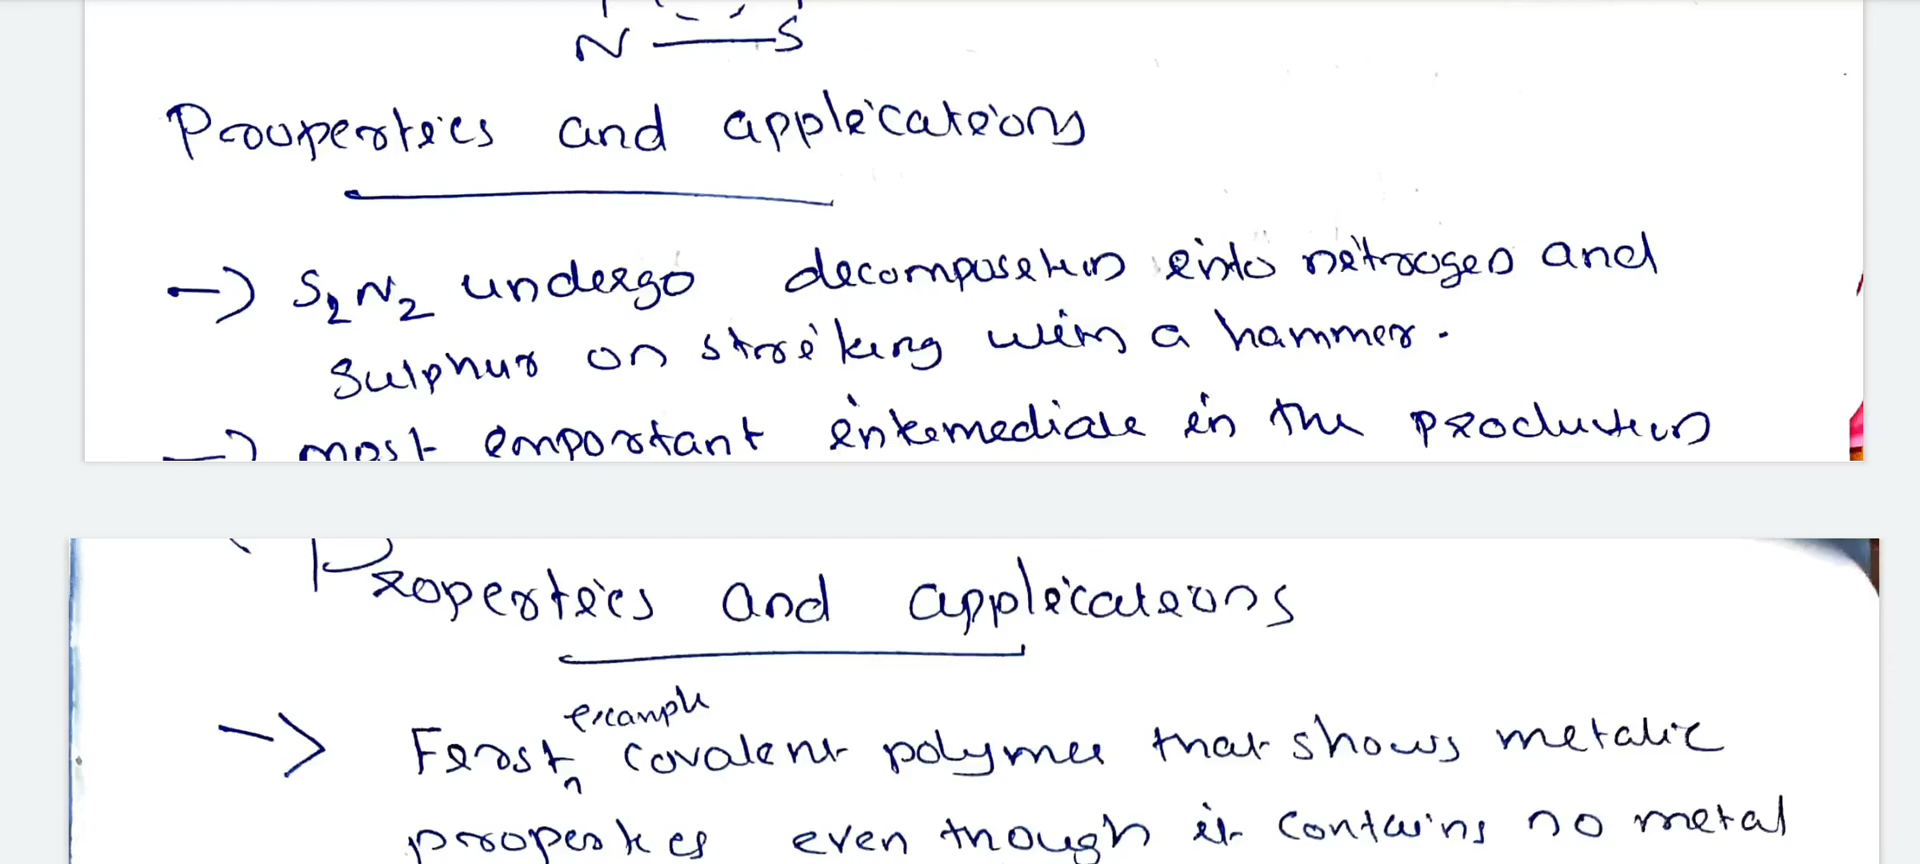 N — S
Properties and applications
→ S₂N₂ undergo decomposition into nitrogen and
Sulphur on striking with a hammer.
→ most important intermediate in the production
Properties and applications
example
First covalent polymer that shows metalic
→ properties even though it contains no metal